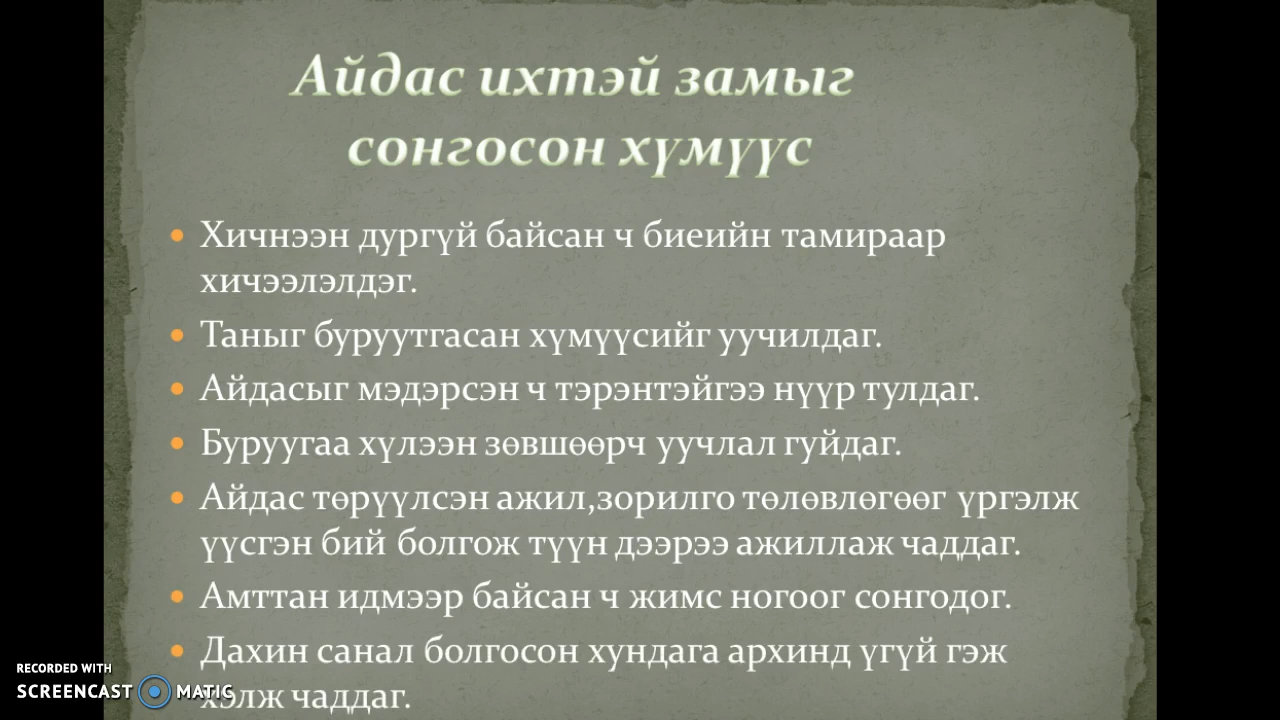 Айдас ихтэй замыг
сонгосон хүмүүс
• Хичнээн дургүй байсан ч биеийн тамираар
хичээлэлдэг.
• Таныг буруутгасан хүмүүсийг уучилдаг.
• Айдасыг мэдэрсэн ч тэрэнтэйгээ нүүр тулдаг.
• Буруугаа хүлээн зөвшөөрч уучлал гуйдаг.
• Айдас төрүүлсэн ажил,зорилго төлөвлөгөөг үргэлж
үүсгэн бий болгож түүн дээрээ ажиллаж чаддаг.
• Амттан идмээр байсан ч жимс ногоог сонгодог.
• Дахин санал болгосон хундага архинд үгүй гэж
хэлж чаддаг.
RECORDED WITH
SCREENCAST MATIC